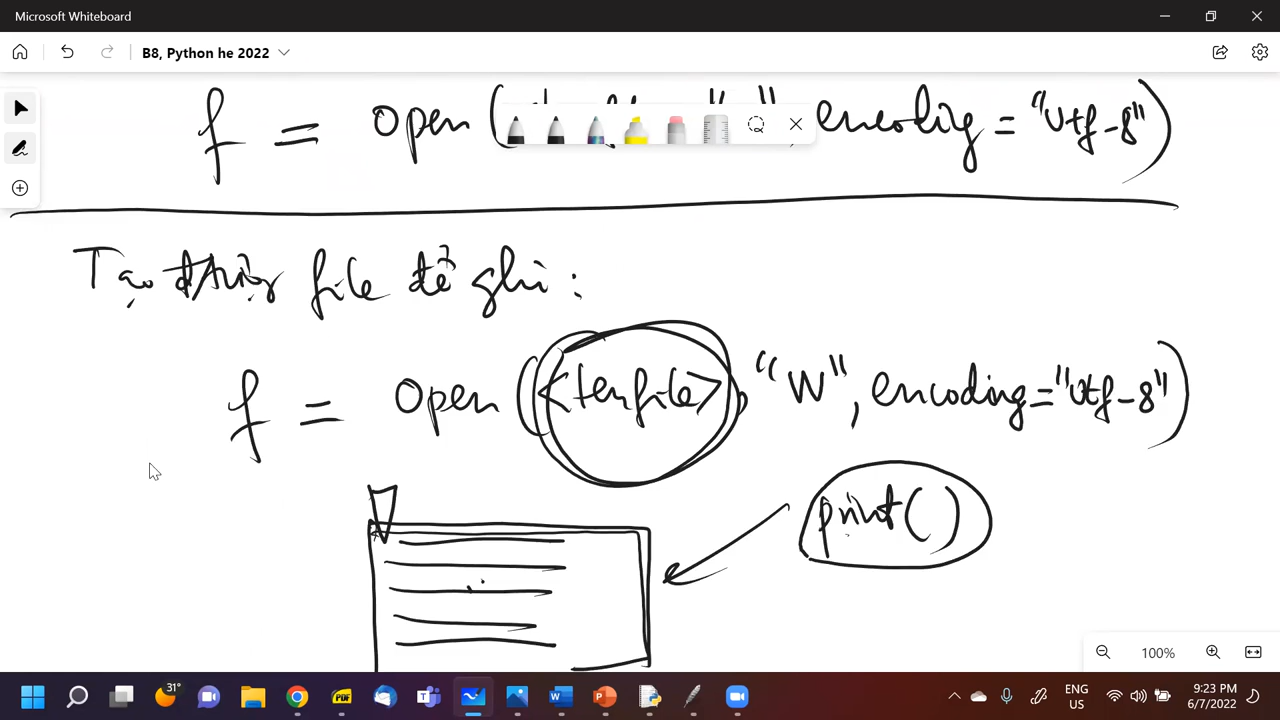 Microsoft Whiteboard
B8, Python he 2022
f = open( encoding = "utf-8")
Tạo file để ghi :
f = open (<tenfile>, "W", encoding="utf-8")
print()
100%
31°
ENG
US
9:23 PM
6/7/2022